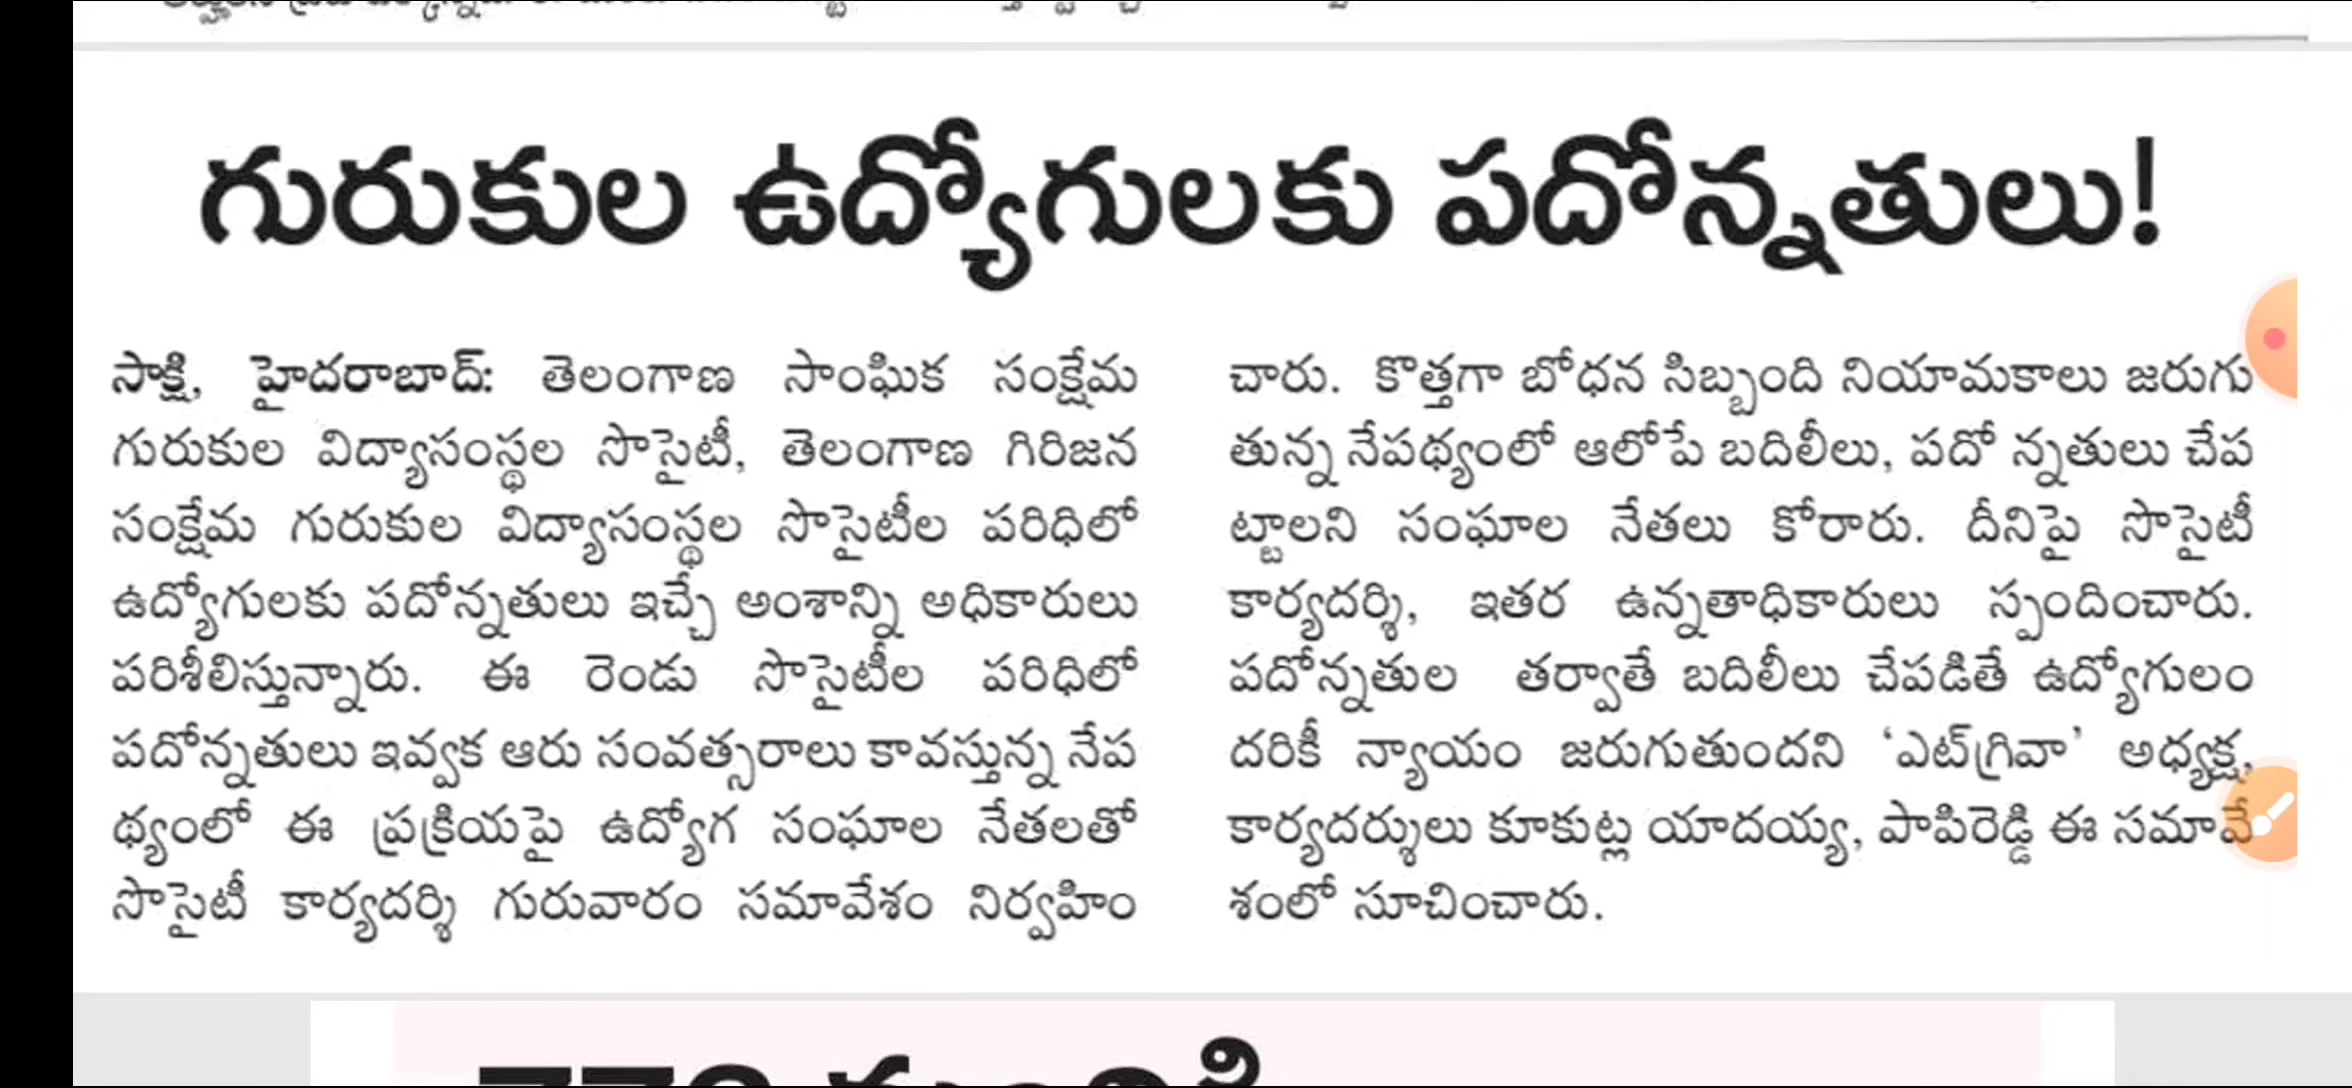 గురుకుల ఉద్యోగులకు పదోన్నతులు!
సాక్షి, హైదరాబాద్: తెలంగాణ సాంఘిక సంక్షేమ
గురుకుల విద్యాసంస్థల సొసైటీ, తెలంగాణ గిరిజన
సంక్షేమ గురుకుల విద్యాసంస్థల సొసైటీల పరిధిలో
ఉద్యోగులకు పదోన్నతులు ఇచ్చే అంశాన్ని అధికారులు
పరిశీలిస్తున్నారు. ఈ రెండు సొసైటీల పరిధిలో
పదోన్నతులు ఇవ్వక ఆరు సంవత్సరాలు కావస్తున్న నేప
థ్యంలో ఈ ప్రక్రియపై ఉద్యోగ సంఘాల నేతలతో
సొసైటీ కార్యదర్శి గురువారం సమావేశం నిర్వహిం
చారు. కొత్తగా బోధన సిబ్బంది నియామకాలు జరుగు
తున్న నేపథ్యంలో ఆలోపే బదిలీలు, పదో న్నతులు చేప
ట్టాలని సంఘాల నేతలు కోరారు. దీనిపై సొసైటీ
కార్యదర్శి, ఇతర ఉన్నతాధికారులు స్పందించారు.
పదోన్నతుల తర్వాతే బదిలీలు చేపడితే ఉద్యోగులం
దరికీ న్యాయం జరుగుతుందని ‘ఎట్‌గ్రివా’ అధ్యక్ష,
కార్యదర్శులు కూకుట్ల యాదయ్య, పాపిరెడ్డి ఈ సమావే
శంలో సూచించారు.